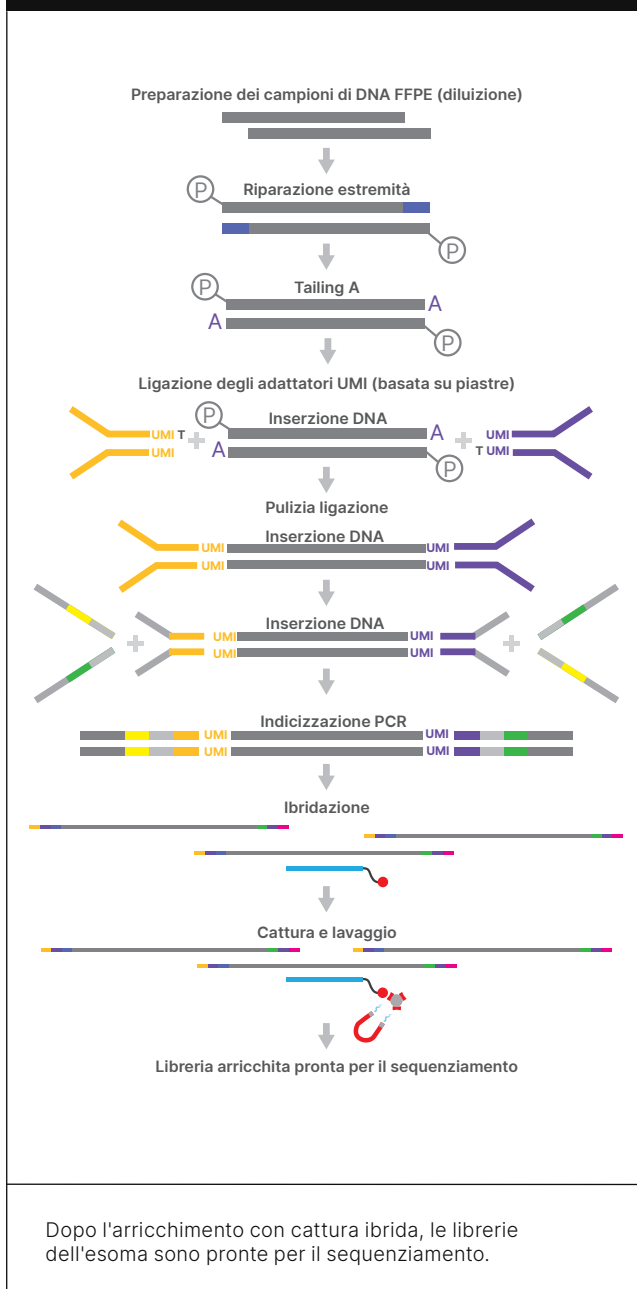 Preparazione dei campioni di DNA FFPE (diluizione)
P
Riparazione estremità
P
P
Tailing A
A
A
P
Ligazione degli adattatori UMI (basata su piastre)
P
Inserzione DNA
UMI T
A
UMI
UMI
A
T UMI
P
Pulizia ligazione
Inserzione DNA
UMI
UMI
UMI
UMI
Inserzione DNA
UMI
UMI
UMI
UMI
Indicizzazione PCR
UMI
UMI
UMI
UMI
Ibridazione
Cattura e lavaggio
Libreria arricchita pronta per il sequenziamento
Dopo l'arricchimento con cattura ibrida, le librerie
dell'esoma sono pronte per il sequenziamento.